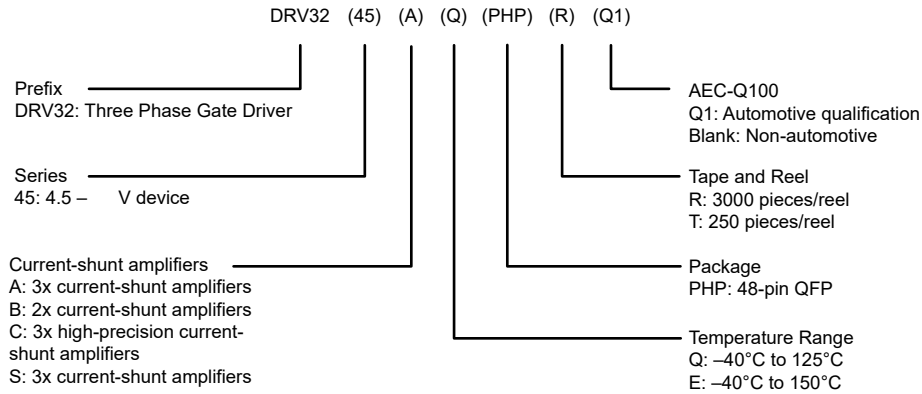 DRV32 (45) (A) (Q) (PHP) (R) (Q1)
Prefix
DRV32: Three Phase Gate Driver
Series
45: 4.5 – V device
Current-shunt amplifiers
A: 3x current-shunt amplifiers
B: 2x current-shunt amplifiers
C: 3x high-precision current-
shunt amplifiers
S: 3x current-shunt amplifiers
AEC-Q100
Q1: Automotive qualification
Blank: Non-automotive
Tape and Reel
R: 3000 pieces/reel
T: 250 pieces/reel
Package
PHP: 48-pin QFP
Temperature Range
Q: –40°C to 125°C
E: –40°C to 150°C